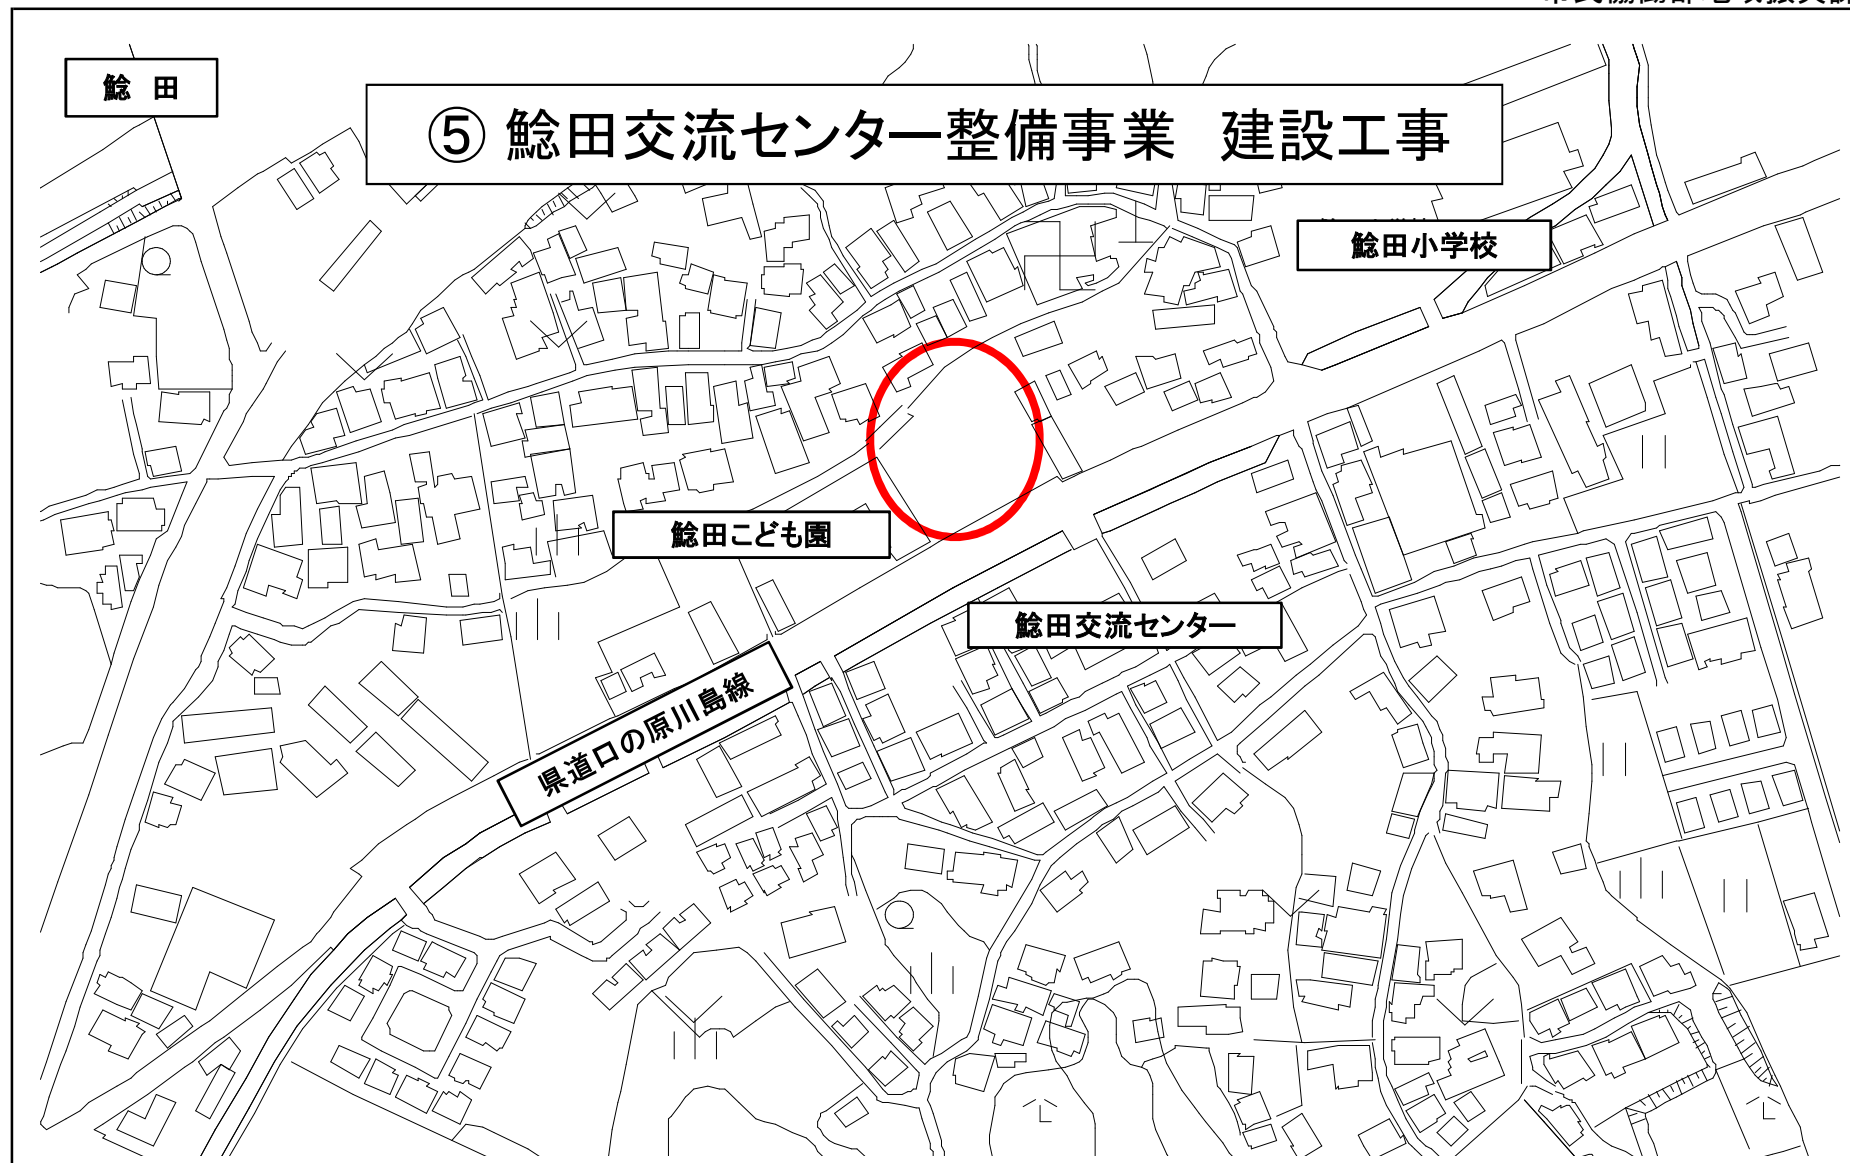 鯰 田
⑤ 鯰田交流センター整備事業 建設工事
鯰田小学校
鯰田こども園
鯰田交流センター
県道口の原川島線